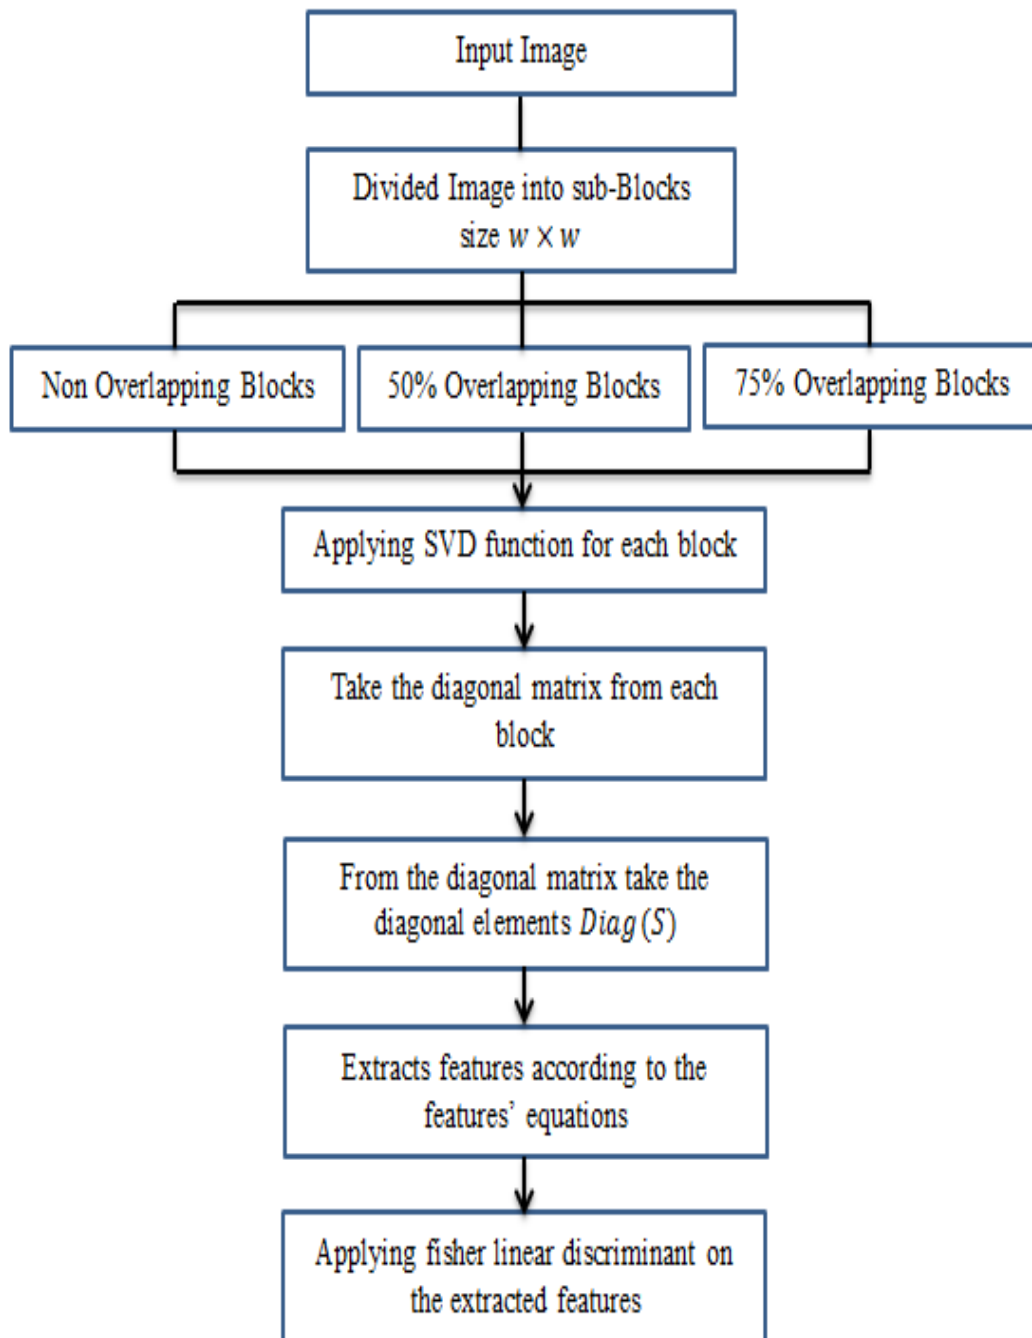 Input Image
Divided Image into sub-Blocks
size w × w
Non Overlapping Blocks
50% Overlapping Blocks
75% Overlapping Blocks
Applying SVD function for each block
Take the diagonal matrix from each
block
From the diagonal matrix take the
diagonal elements Diag(S)
Extracts features according to the
features’ equations
Applying fisher linear discriminant on
the extracted features